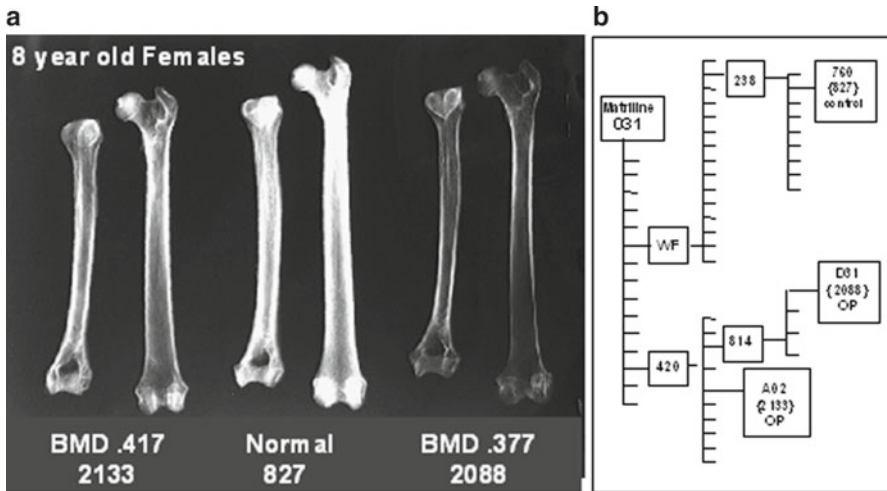 a
8 year old Females
BMD .417
2133
Normal
827
BMD .377
2088
b
Matriline
031
WF
238
760
{827}
control
420
814
D31
{2088}
OP
A02
{2133}
OP